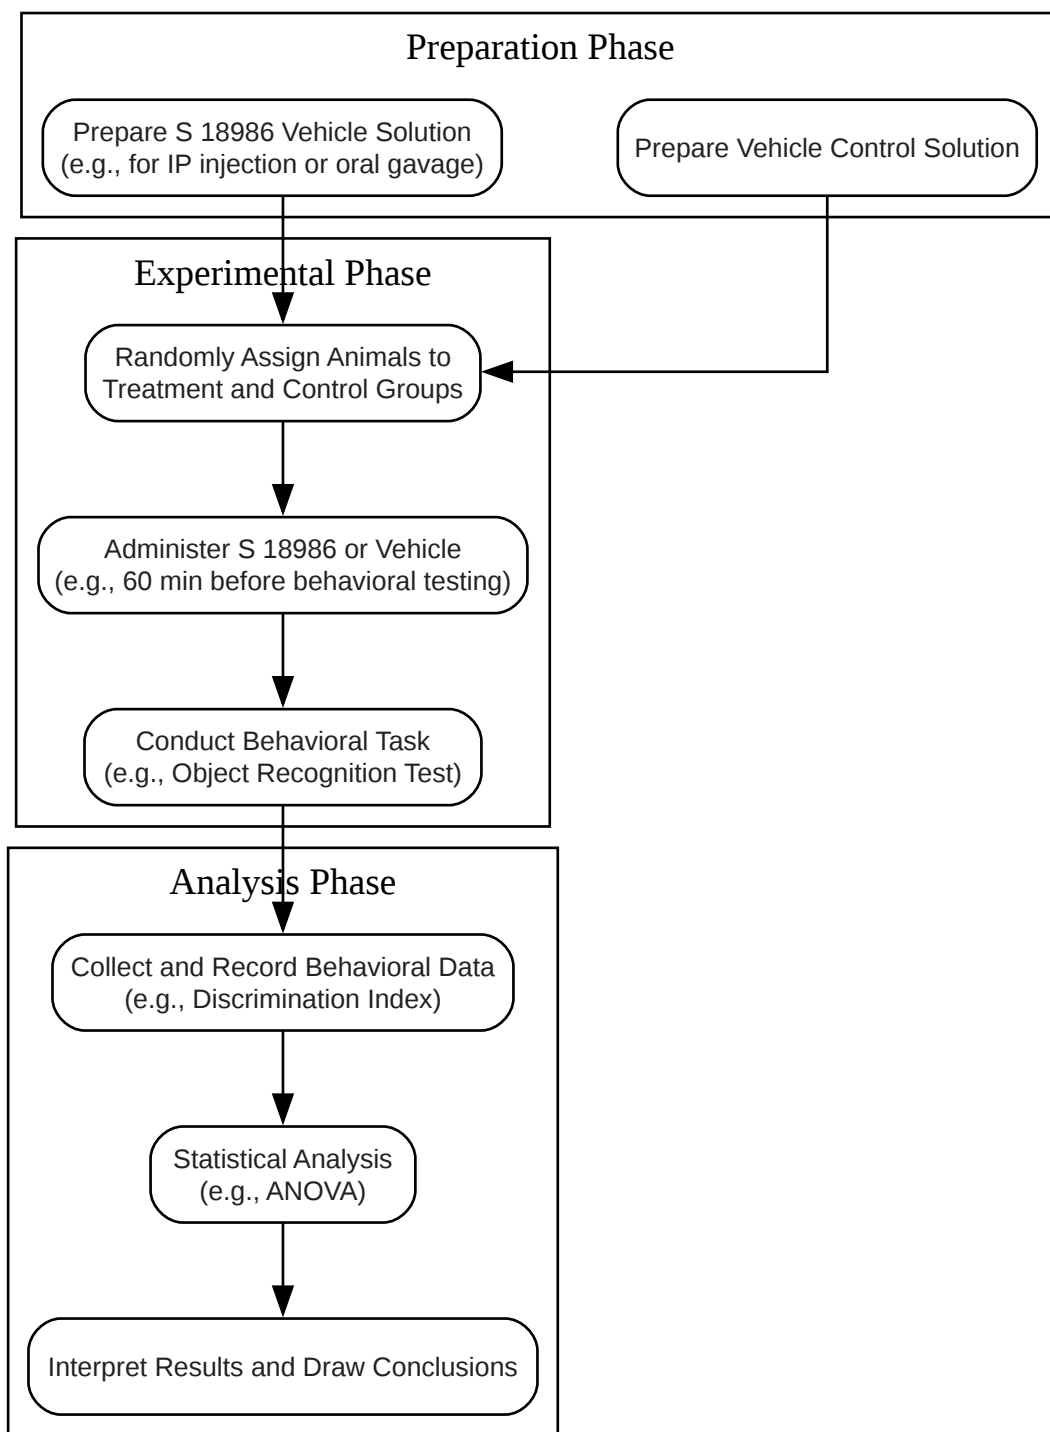 Preparation Phase
Prepare S 18986 Vehicle Solution
(e.g., for IP injection or oral gavage)
Prepare Vehicle Control Solution
Experimental Phase
Randomly Assign Animals to
Treatment and Control Groups
Administer S 18986 or Vehicle
(e.g., 60 min before behavioral testing)
Conduct Behavioral Task
(e.g., Object Recognition Test)
Analysis Phase
Collect and Record Behavioral Data
(e.g., Discrimination Index)
Statistical Analysis
(e.g., ANOVA)
Interpret Results and Draw Conclusions